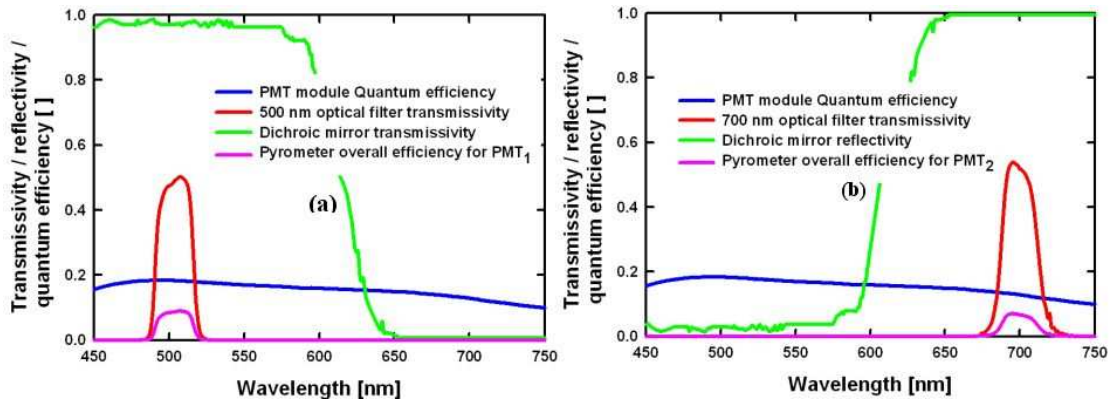 Transmissivity / reflectivity /
quantum efficiency [ ]
1.0
0.8
0.6
0.4
0.2
0.0
PMT module Quantum efficiency
500 nm optical filter transmissivity
Dichroic mirror transmissivity
Pyrometer overall efficiency for PMT1
(a)
450 500 550 600 650 700 750
Wavelength [nm]
Transmissivity / reflectivity /
quantum efficiency [ ]
1.0
0.8
0.6
0.4
0.2
0.0
PMT module Quantum efficiency
700 nm optical filter transmissivity
Dichroic mirror reflectivity
Pyrometer overall efficiency for PMT2
(b)
450 500 550 600 650 700 750
Wavelength [nm]